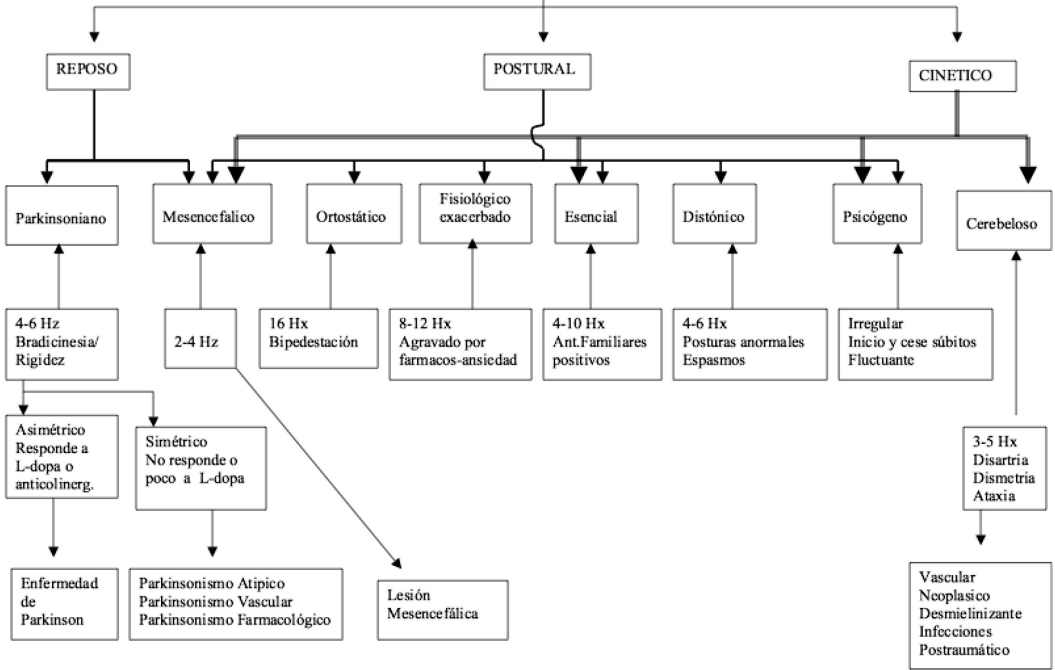 REPOSO
POSTURAL
CINETICO
Parkinsoniano
Mesencefalico
Ortostático
Fisiológico
exacerbado
Esencial
Distónico
Psicógeno
Cerebeloso
4-6 Hz
Bradicinesia/
Rigidez
2-4 Hz
16 Hx
Bipedestación
8-12 Hx
Agravado por
farmacos-ansiedad
4-10 Hx
Ant.Familiares
positivos
4-6 Hx
Posturas anormales
Espasmos
Irregular
Inicio y cese súbitos
Fluctuante
Asimétrico
Responde a
L-dopa o
anticolinerg.
Simétrico
No responde o
poco a L-dopa
3-5 Hx
Disartria
Dismetria
Ataxia
Enfermedad
de
Parkinson
Parkinsonismo Atipico
Parkinsonismo Vascular
Parkinsonismo Farmacológico
Lesión
Mesencefálica
Vascular
Neoplasico
Desmielinizante
Infecciones
Postraumático